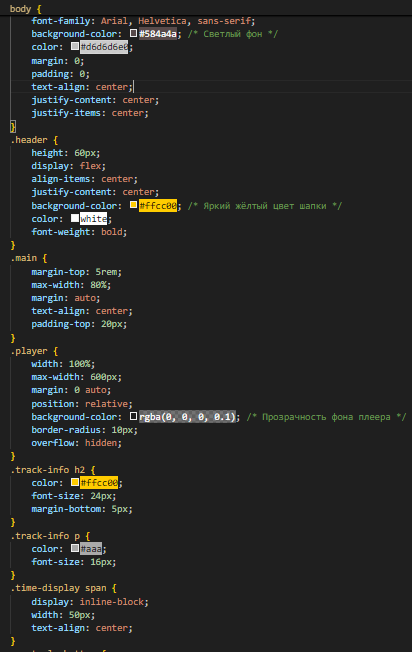 body {
font-family: Arial, Helvetica, sans-serif;
background-color: #584a4a; /* Светлый фон */
color: #d6d6d6e0;
margin: 0;
padding: 0;
text-align: center;
justify-content: center;
justify-items: center;
}
.header {
height: 60px;
display: flex;
align-items: center;
justify-content: center;
background-color: #ffcc00; /* Яркий жёлтый цвет шапки */
color: white;
font-weight: bold;
}
.main {
margin-top: 5rem;
max-width: 80%;
margin: auto;
text-align: center;
padding-top: 20px;
}
.player {
width: 100%;
max-width: 600px;
margin: 0 auto;
position: relative;
background-color: rgba(0, 0, 0, 0.1); /* Прозрачность фона плеера */
border-radius: 10px;
overflow: hidden;
}
.track-info h2 {
color: #ffcc00;
font-size: 24px;
margin-bottom: 5px;
}
.track-info p {
color: #aaa;
font-size: 16px;
}
.time-display span {
display: inline-block;
width: 50px;
text-align: center;
}